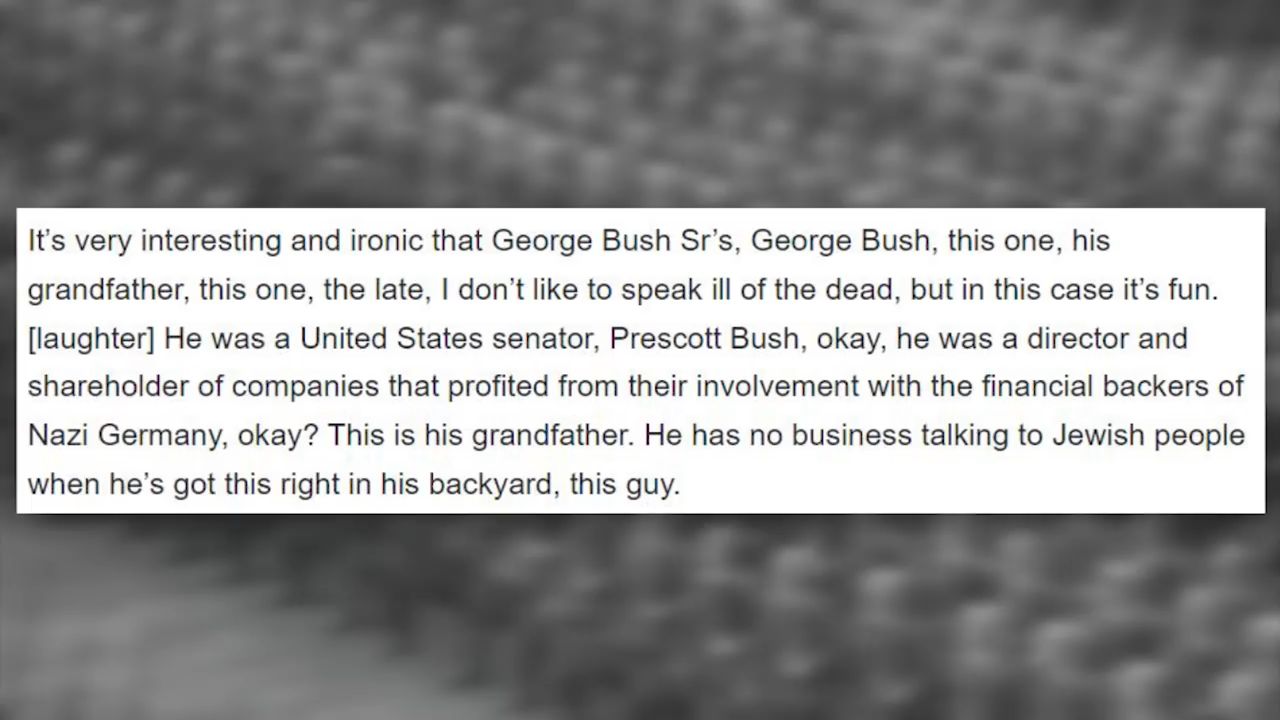 It’s very interesting and ironic that George Bush Sr’s, George Bush, this one, his
grandfather, this one, the late, I don’t like to speak ill of the dead, but in this case it’s fun.
[laughter] He was a United States senator, Prescott Bush, okay, he was a director and
shareholder of companies that profited from their involvement with the financial backers of
Nazi Germany, okay? This is his grandfather. He has no business talking to Jewish people
when he’s got this right in his backyard, this guy.